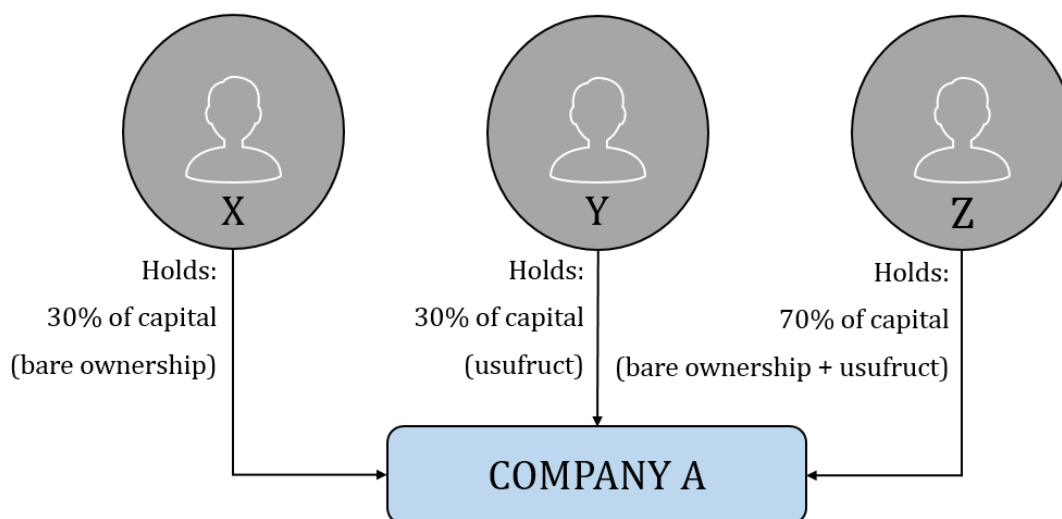 X
Holds:
30% of capital
(bare ownership)
Y
Holds:
30% of capital
(usufruct)
Z
Holds:
70% of capital
(bare ownership + usufruct)
COMPANY A